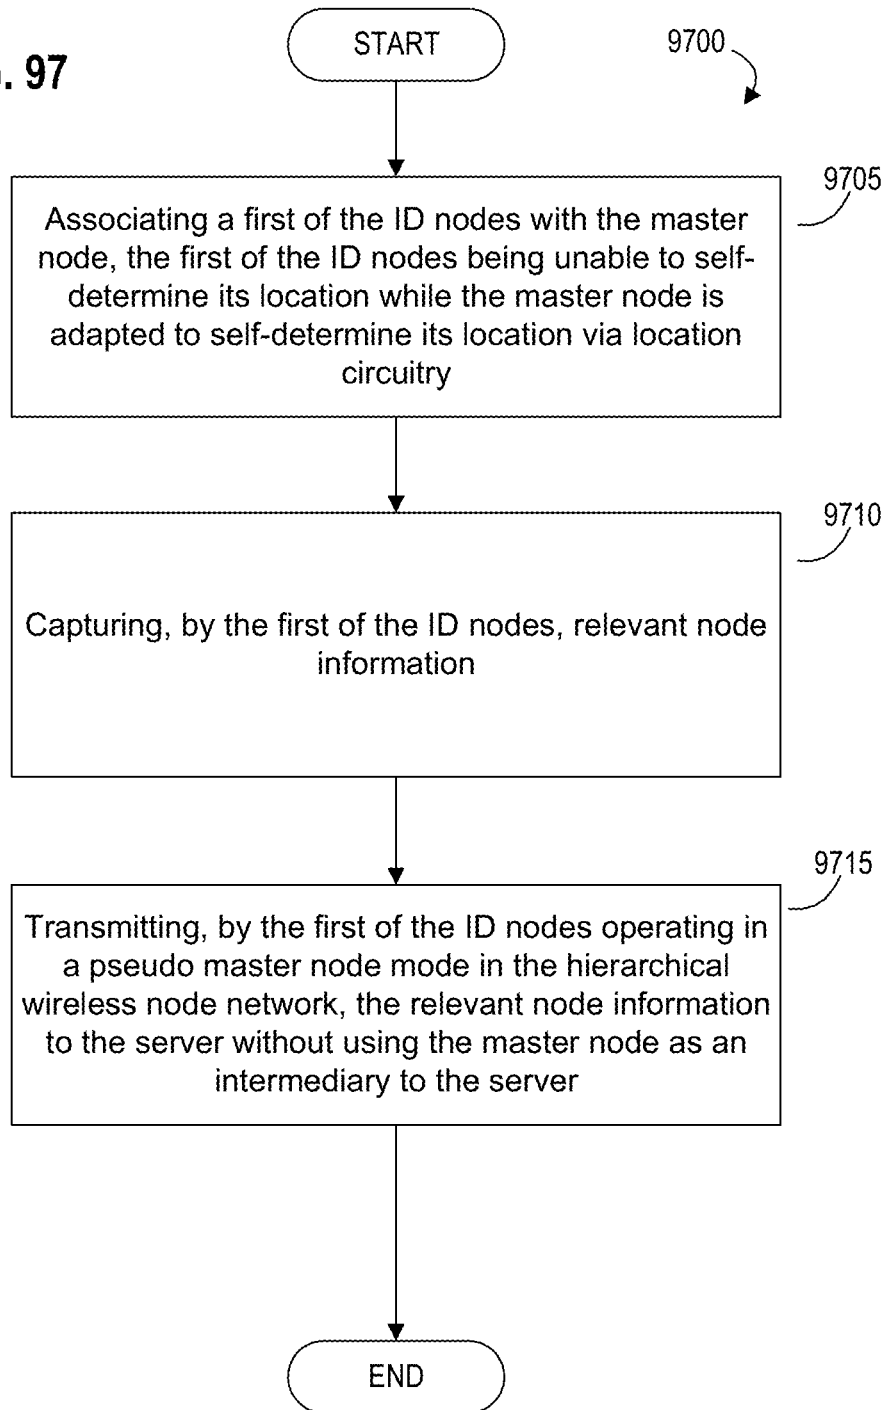 . 97
START
9700
9705
Associating a first of the ID nodes with the master
node, the first of the ID nodes being unable to self-
determine its location while the master node is
adapted to self-determine its location via location
circuitry
9710
Capturing, by the first of the ID nodes, relevant node
information
9715
Transmitting, by the first of the ID nodes operating in
a pseudo master node mode in the hierarchical
wireless node network, the relevant node information
to the server without using the master node as an
intermediary to the server
END